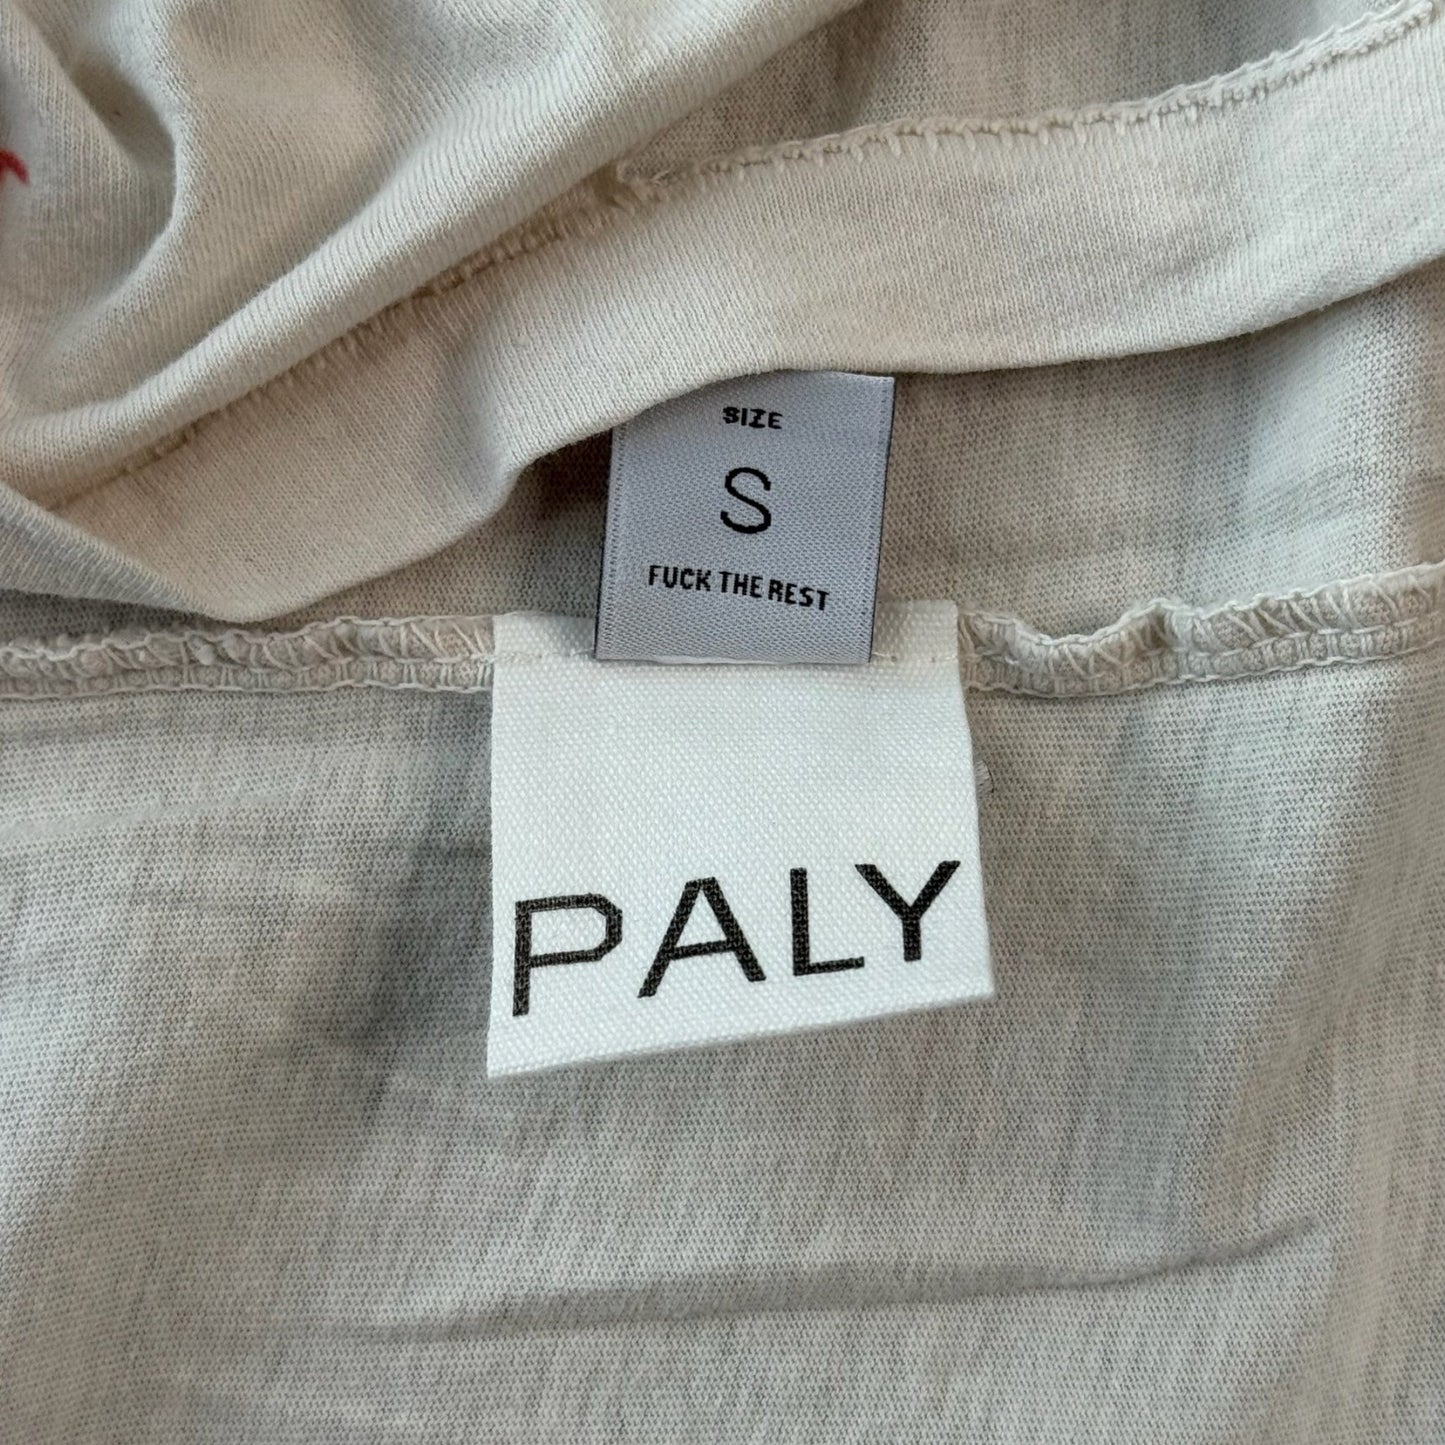 SIZE
S
FUCK THE REST
PALY